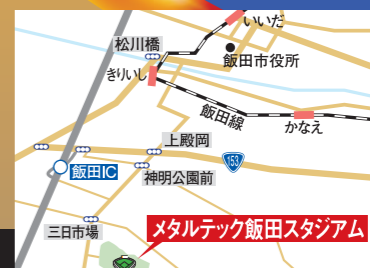 いいだ
松川橋
飯田市役所
きりいし
飯田線
かなえ
上殿岡
153
飯田IC
神明公園前
三日市場
メタルテック飯田スタジアム